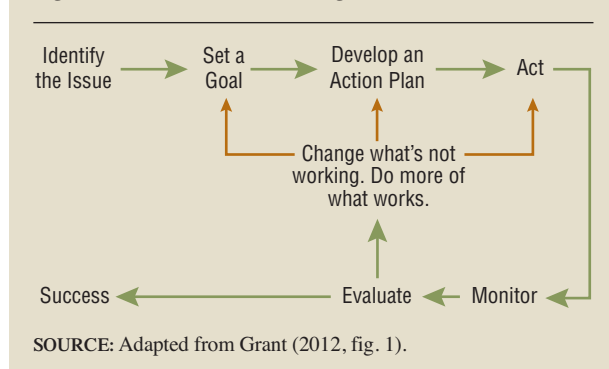 Identify
the Issue
Set a
Goal
Develop an
Action Plan
Act
Change what's not
working. Do more of
what works.
Success
Evaluate
Monitor
SOURCE: Adapted from Grant (2012, fig. 1).